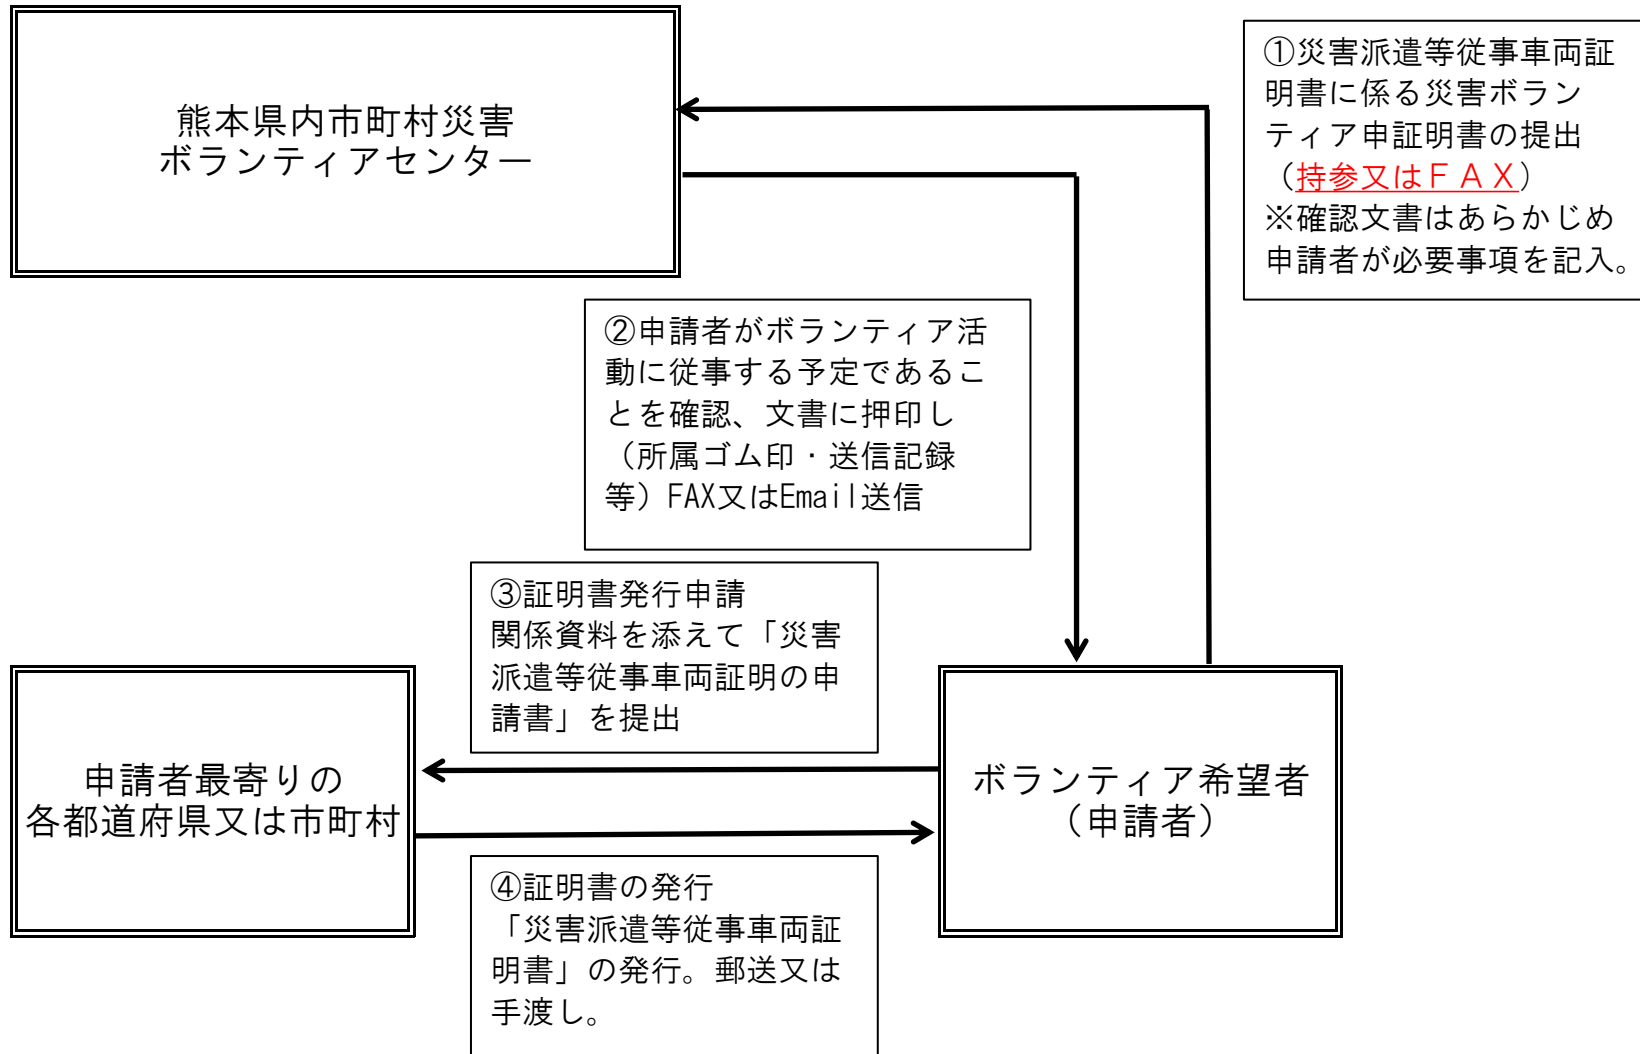 熊本県内市町村災害
ボランティアセンター
①災害派遣等従事車両証
明書に係る災害ボラン
ティア申証明書の提出
（持参又はＦＡＸ）
※確認文書はあらかじめ
申請者が必要事項を記入。
②申請者がボランティア活
動に従事する予定であるこ
とを確認、文書に押印し
（所属ゴム印・送信記録
等）FAX又はEmail送信
③証明書発行申請
関係資料を添えて「災害
派遣等従事車両証明の申
請書」を提出
申請者最寄りの
各都道府県又は市町村
ボランティア希望者
（申請者）
④証明書の発行
「災害派遣等従事車両証
明書」の発行。郵送又は
手渡し。